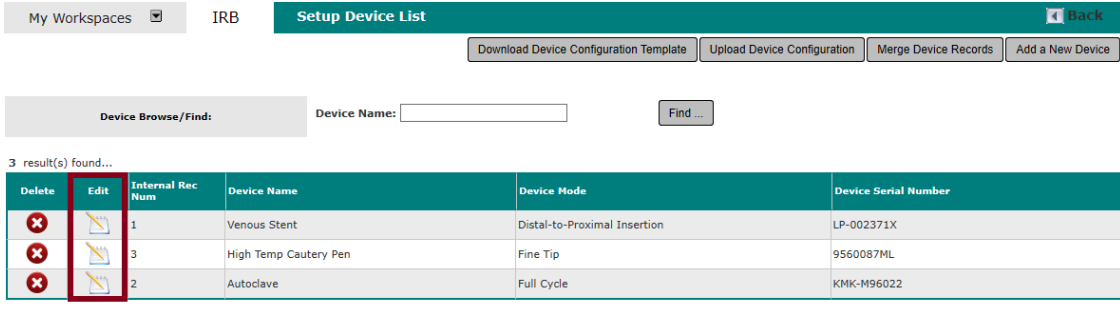 My Workspaces IRB Setup Device List Back
Download Device Configuration Template Upload Device Configuration Merge Device Records Add a New Device
Device Browse/Find: Device Name: Find ...
3 result(s) found...
Delete Edit Internal Rec Num Device Name Device Mode Device Serial Number
1 Venous Stent Distal-to-Proximal Insertion LP-002371X
3 High Temp Cautery Pen Fine Tip 9560087ML
2 Autoclave Full Cycle KMK-M96022